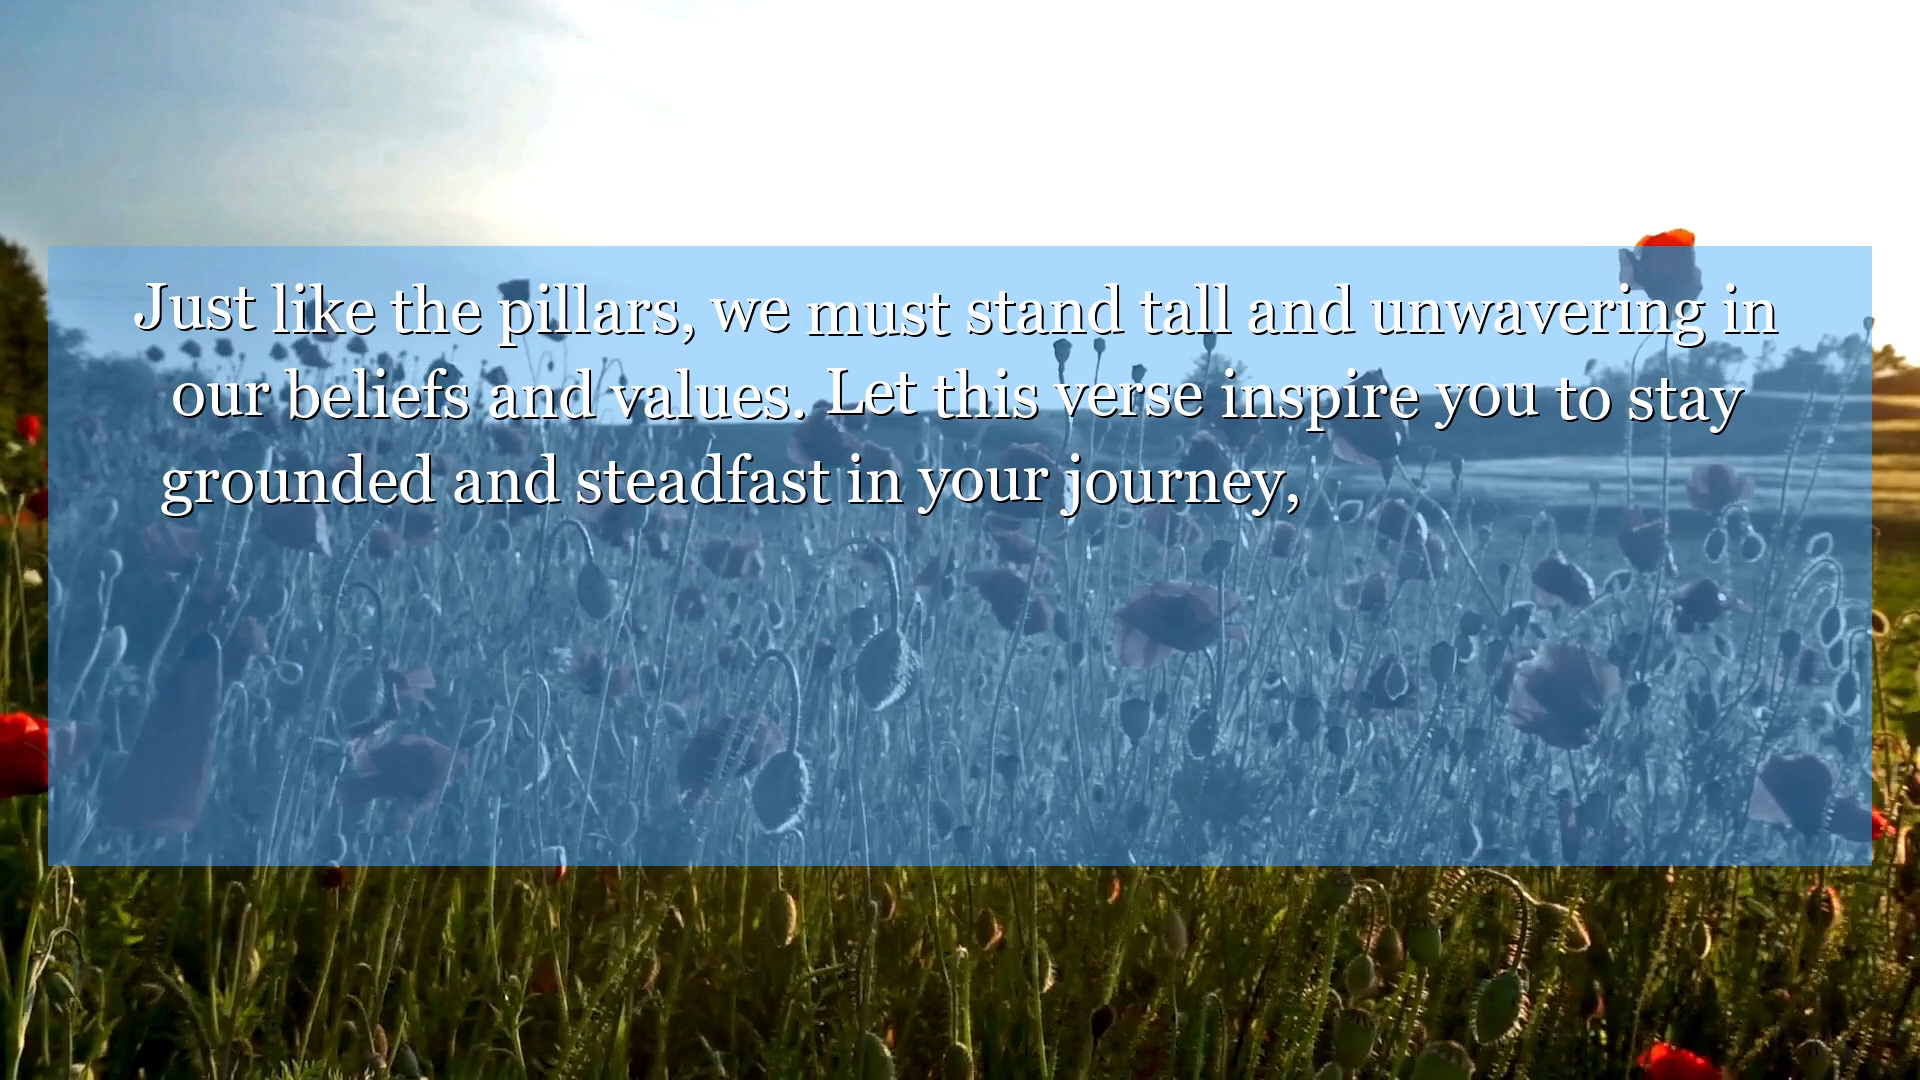 Just like the pillars, we must stand tall and unwavering in
our beliefs and values. Let this verse inspire you to stay
grounded and steadfast in your journey,